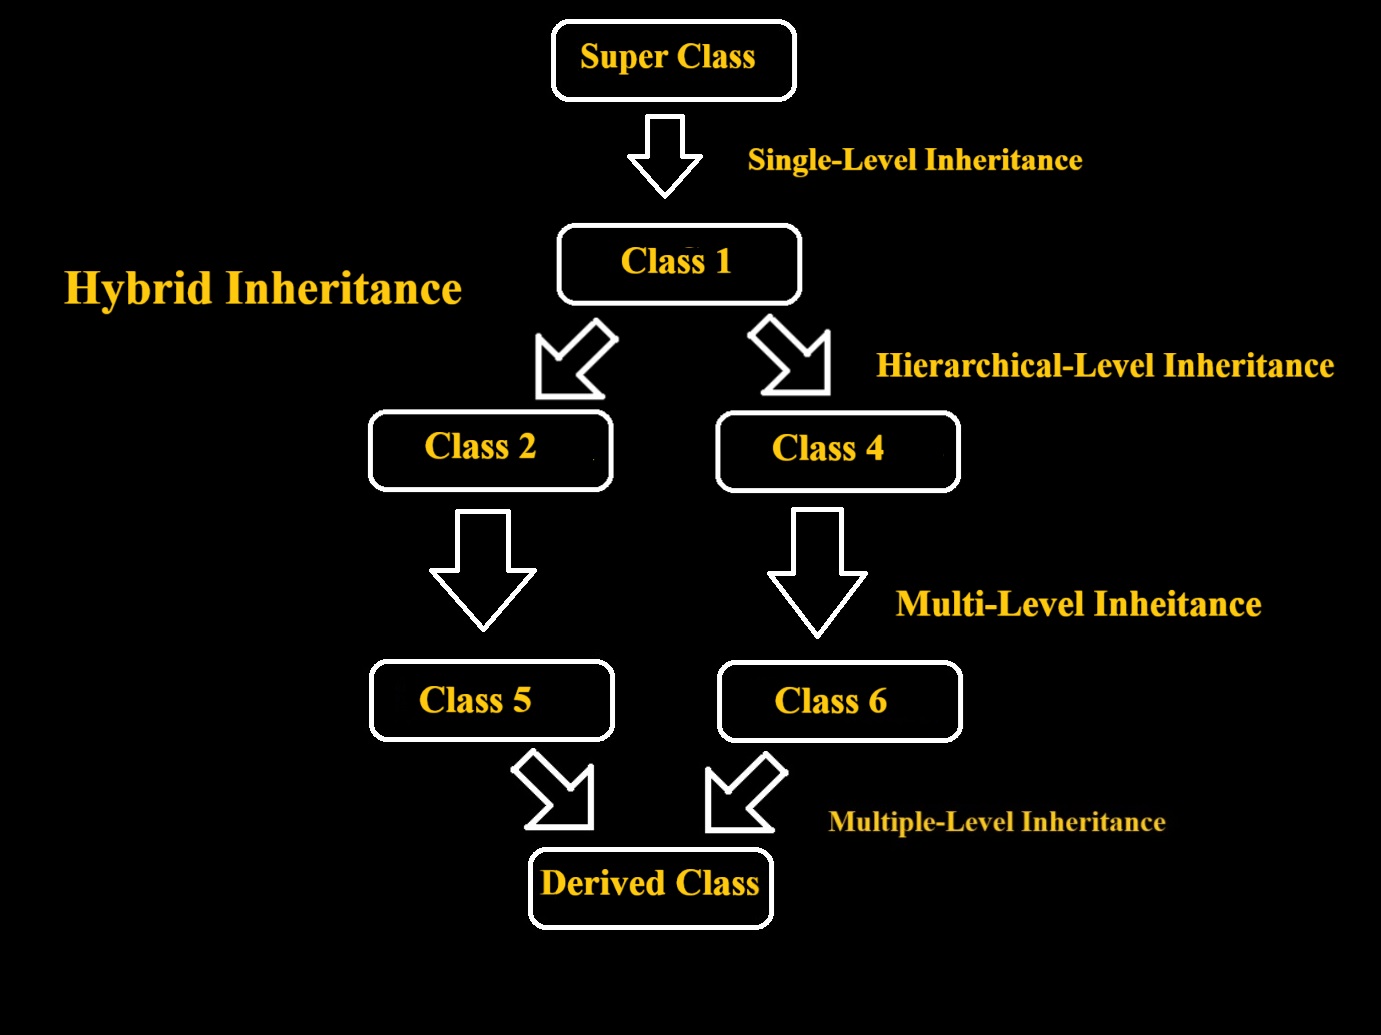 Super Class
Single-Level Inheritance
Class 1
Hybrid Inheritance
Hierarchical-Level Inheritance
Class 2
Class 4
Multi-Level Inheitance
Class 5
Class 6
Multiple-Level Inheritance
Derived Class